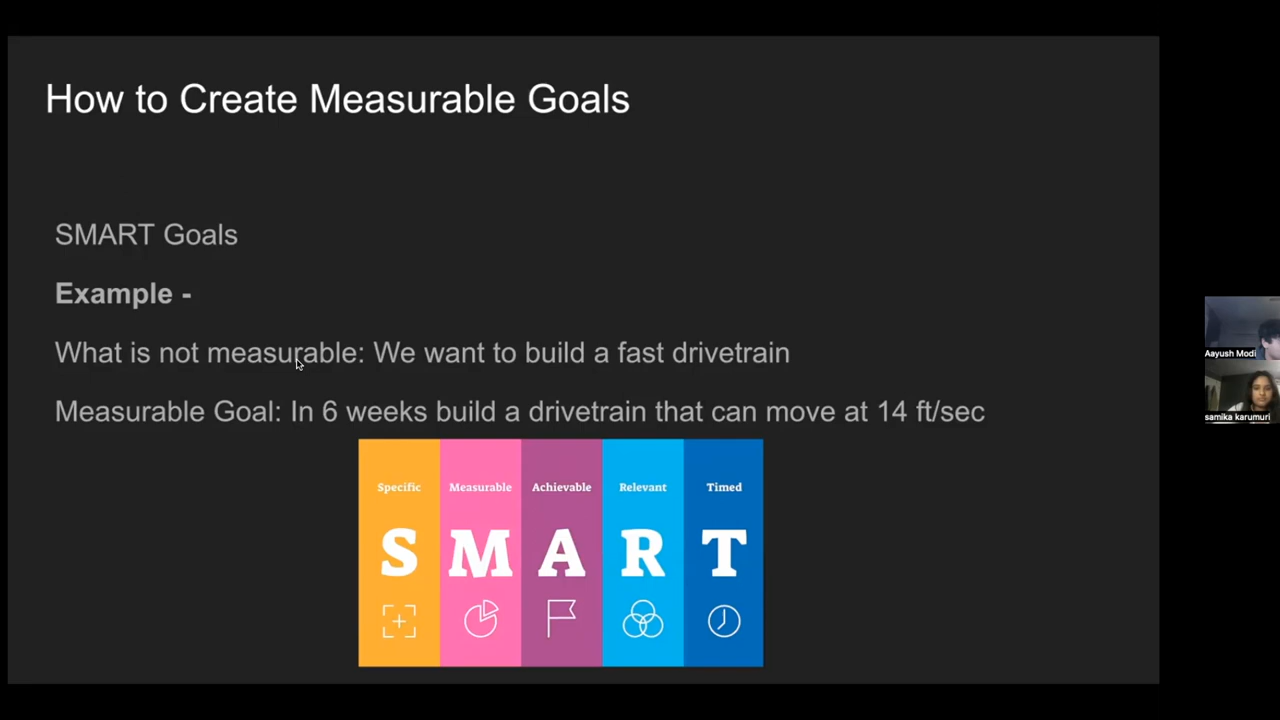 How to Create Measurable Goals
SMART Goals
Example -
What is not measurable: We want to build a fast drivetrain
Measurable Goal: In 6 weeks build a drivetrain that can move at 14 ft/sec
Specific Measurable Achievable Relevant Timed
S M A R T
Aayush Modi
samika karumuri